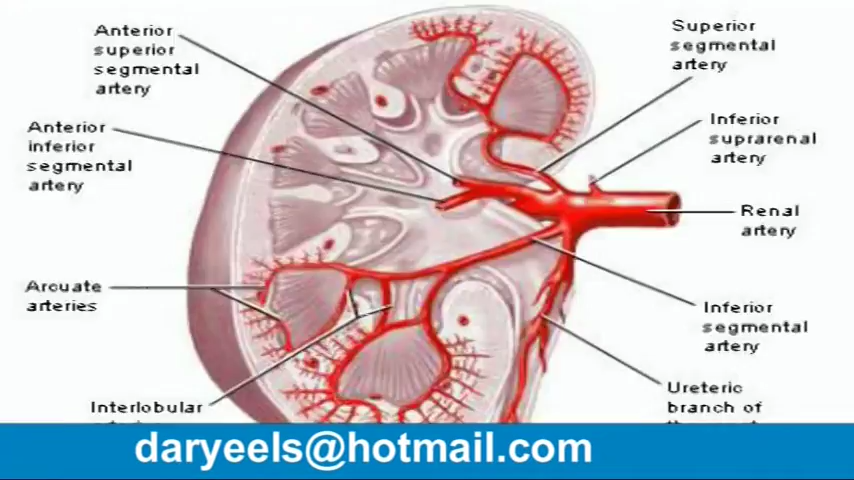 Anterior
superior
segmental
artery
Anterior
inferior
segmental
artery
Arcuate
arteries
Interlobular
Superior
segmental
artery
Inferior
suprarenal
artery
Renal
artery
Inferior
segmental
artery
Ureteric
branch of
daryeels@hotmail.com